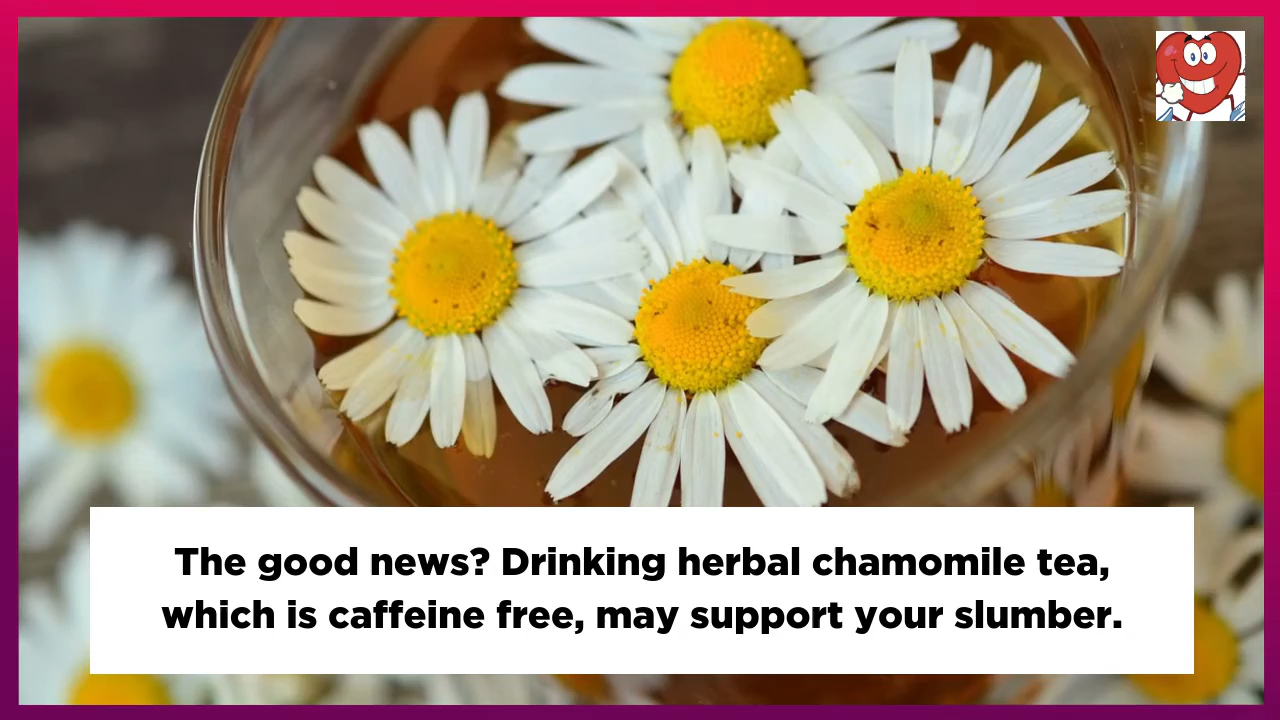 The good news? Drinking herbal chamomile tea,
which is caffeine free, may support your slumber.